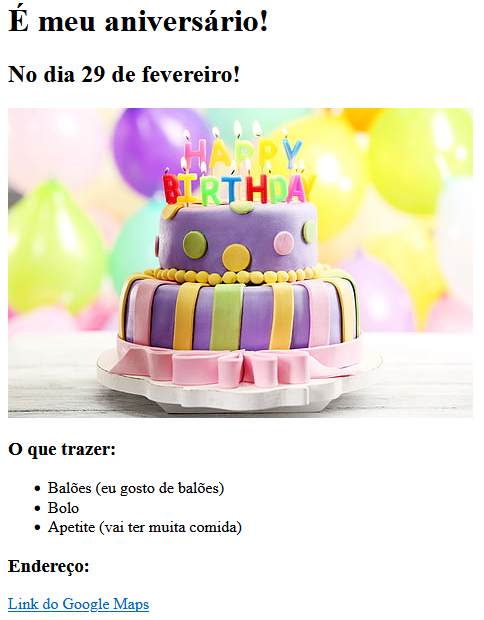 É meu aniversário!
No dia 29 de fevereiro!
HAPPY
BIRTHDAY
O que trazer:
Balões (eu gosto de balões)
Bolo
Apetite (vai ter muita comida)
Endereço:
Link do Google Maps